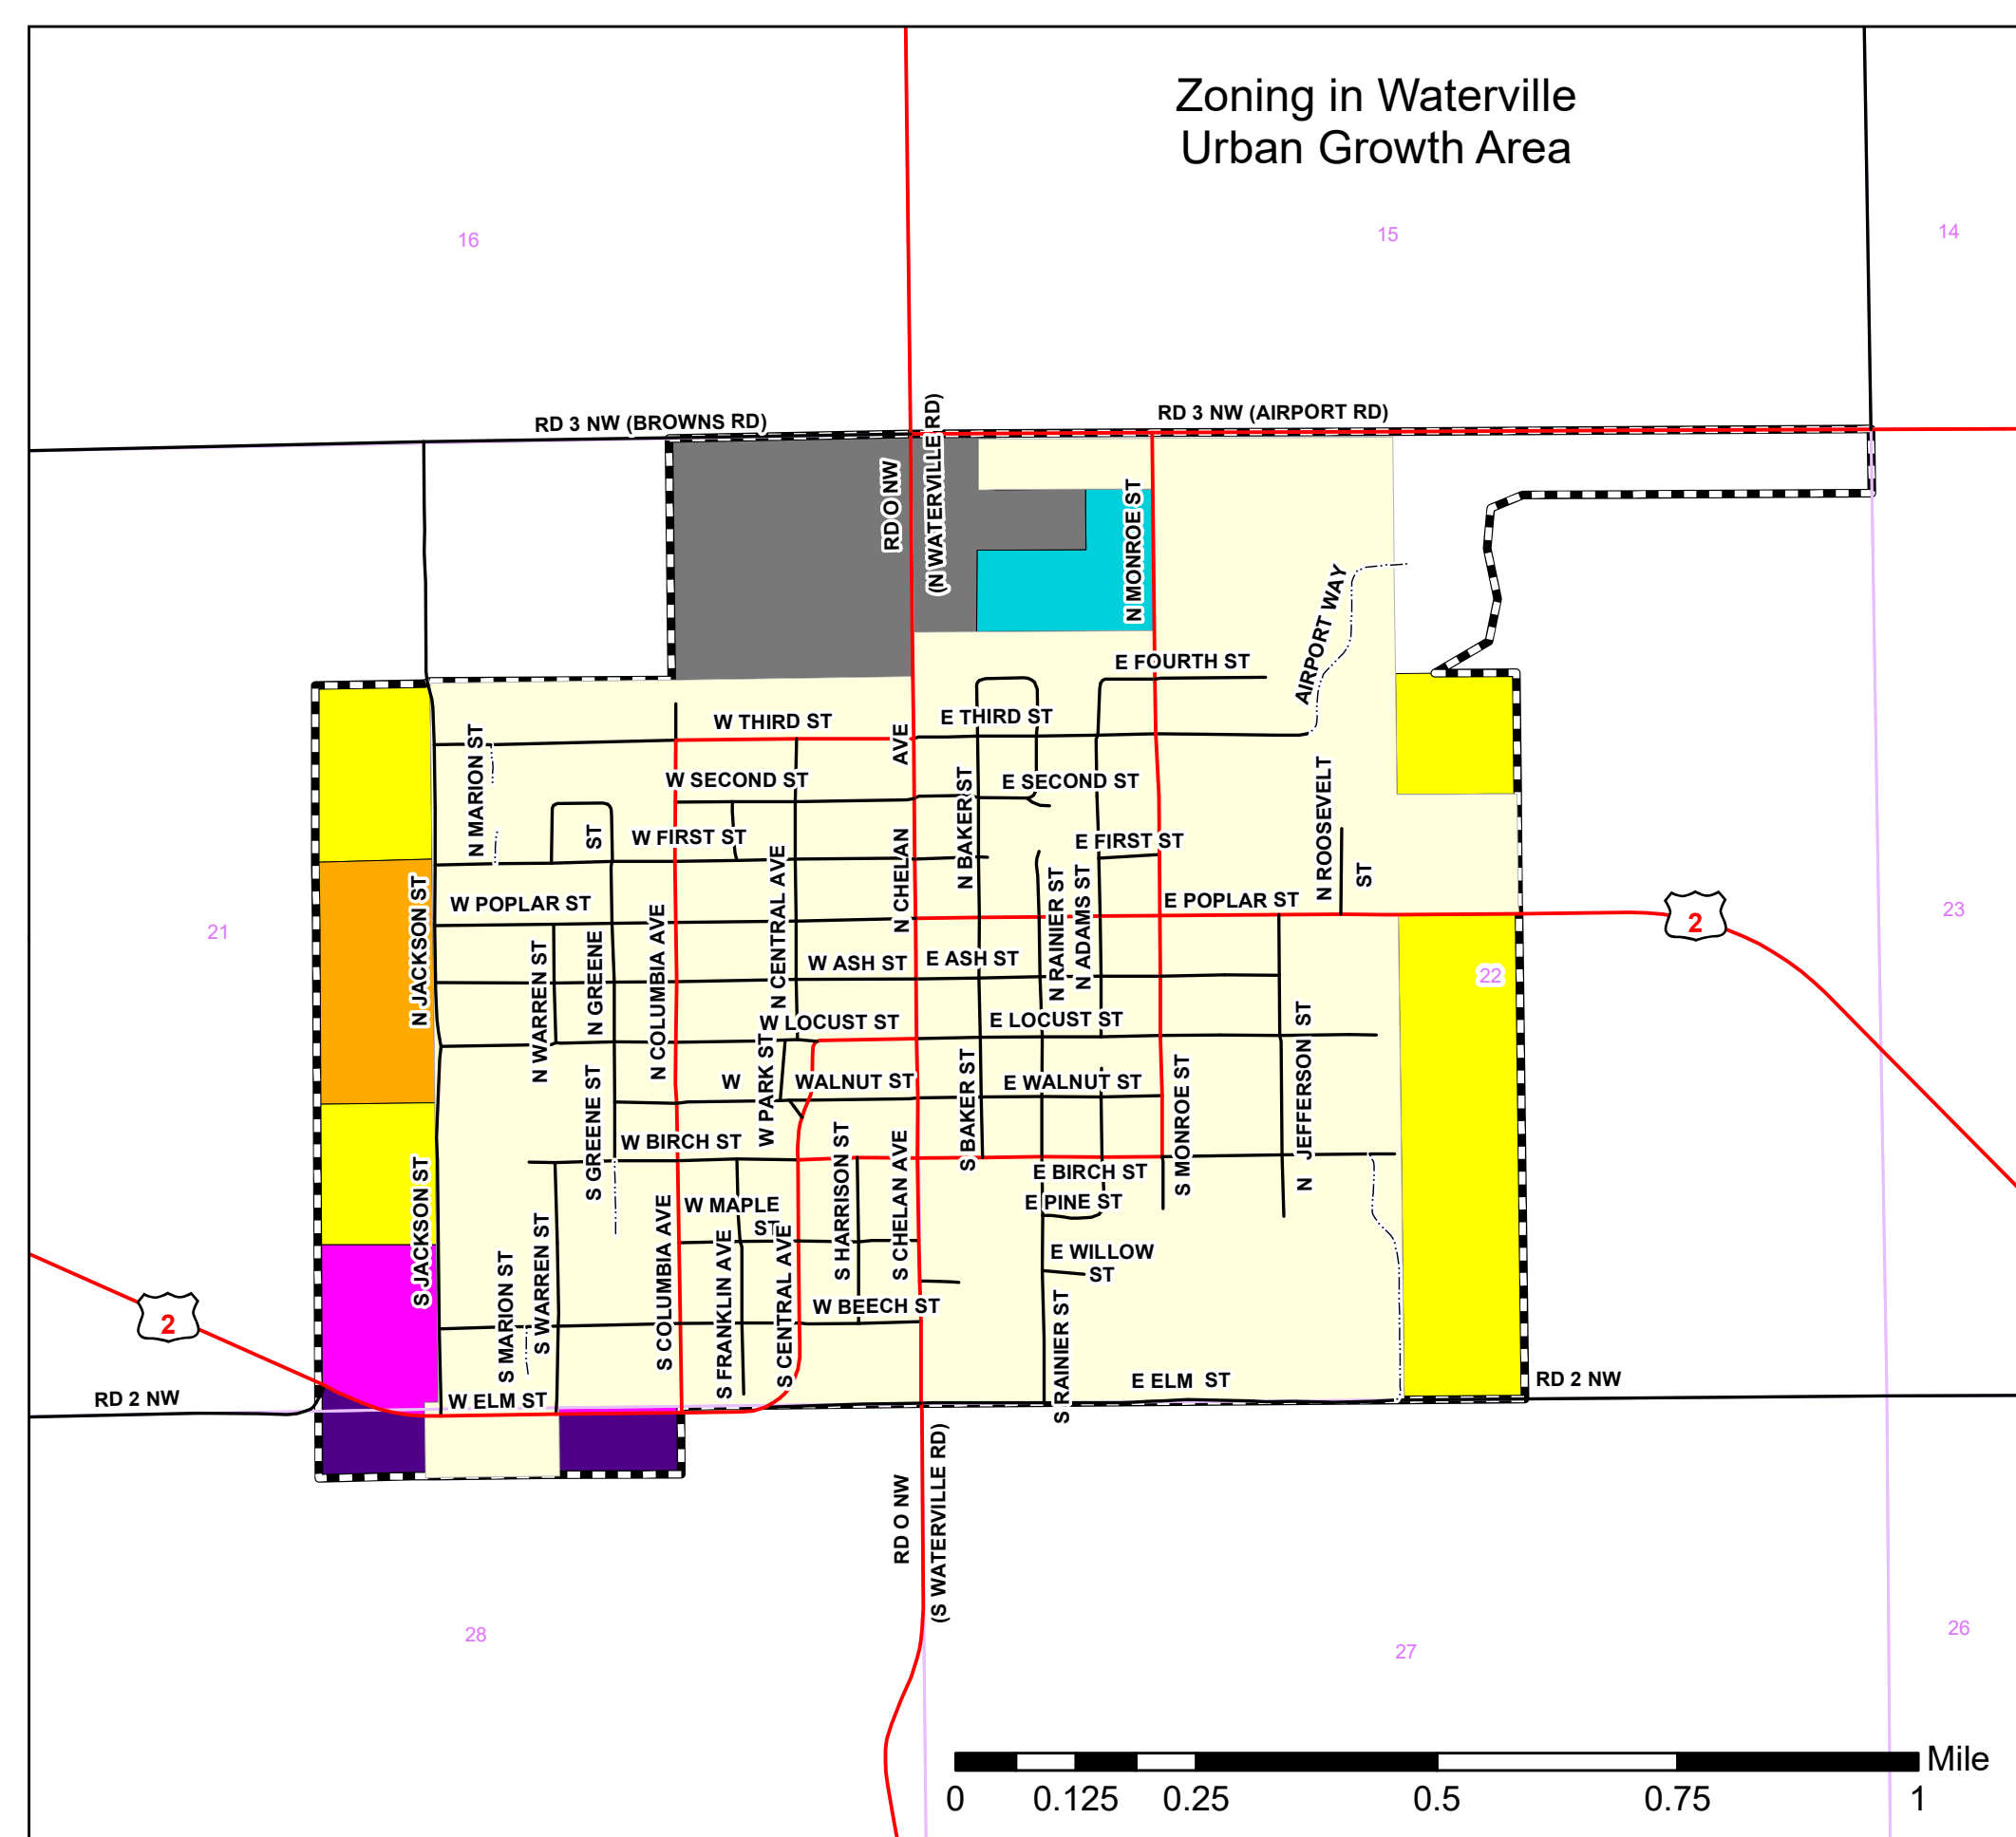 Zoning in Waterville
Urban Growth Area
16
15
14
RD 3 NW (BROWNS RD)
RD 3 NW (AIRPORT RD)
RD O NW
(N WATERVILLE RD)
N MONROE ST
AIRPORT WAY
E FOURTH ST
W THIRD ST
E THIRD ST
N MARION ST
AVE
W SECOND ST
E SECOND ST
N BAKER ST
N ROOSEVELT
ST
W FIRST ST
ST
E FIRST ST
N CENTRAL AVE
N CHELAN
N RAINIER ST
N ADAMS ST
W POPLAR ST
E POPLAR ST
N JACKSON ST
21
2
23
22
N WARREN ST
N GREENE
N COLUMBIA AVE
W ASH ST
E ASH ST
W LOCUST ST
E LOCUST ST
N JEFFERSON ST
W PARK ST
W
WALNUT ST
E WALNUT ST
S GREENE ST
S BAKER ST
S MONROE ST
W BIRCH ST
E BIRCH ST
S HARRISON ST
S CHELAN AVE
S JACKSON ST
W MAPLE
ST
E PINE ST
S COLUMBIA AVE
S WARREN ST
S MARION ST
S FRANKLIN AVE
S CENTRAL AVE
E WILLOW
ST
W BEECH ST
S RAINIER ST
2
RD 2 NW
W ELM ST
E ELM ST
RD 2 NW
RD O NW
(S WATERVILLE RD)
28
27
26
Mile
0
0.125
0.25
0.5
0.75
1